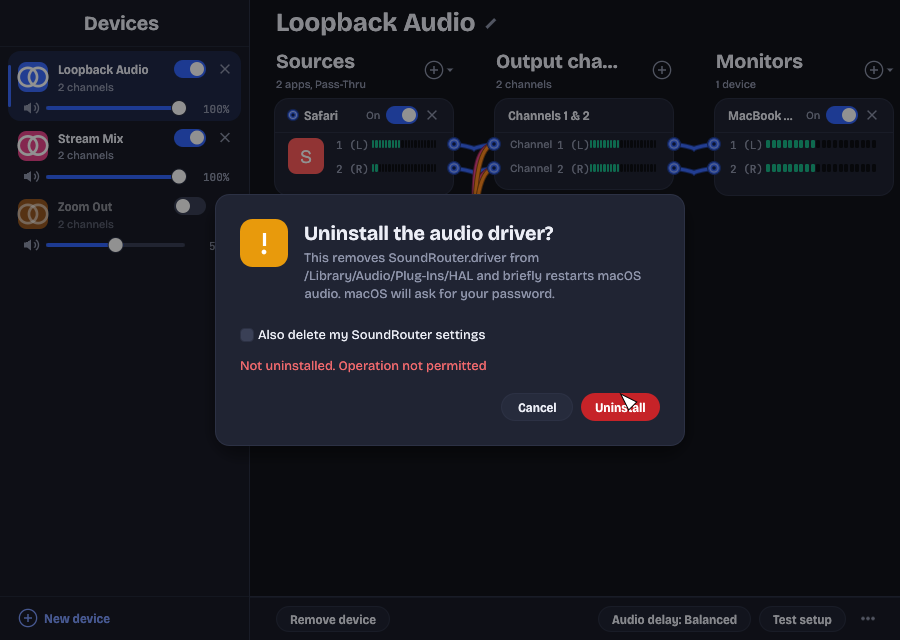 Devices
Loopback Audio
2 channels
100%
Stream Mix
2 channels
100%
Zoom Out
2 channels
New device
Loopback Audio
Sources
2 apps, Pass-Thru
Output cha...
2 channels
Monitors
1 device
Safari
On
S
1 (L)
2 (R)
Channels 1 & 2
Channel 1 (L)
Channel 2 (R)
MacBook ...
On
1 (L)
2 (R)
!
Uninstall the audio driver?
This removes SoundRouter.driver from
/Library/Audio/Plug-Ins/HAL and briefly restarts macOS
audio. macOS will ask for your password.
Also delete my SoundRouter settings
Not uninstalled. Operation not permitted
Cancel
Uninstall
Remove device
Audio delay: Balanced
Test setup